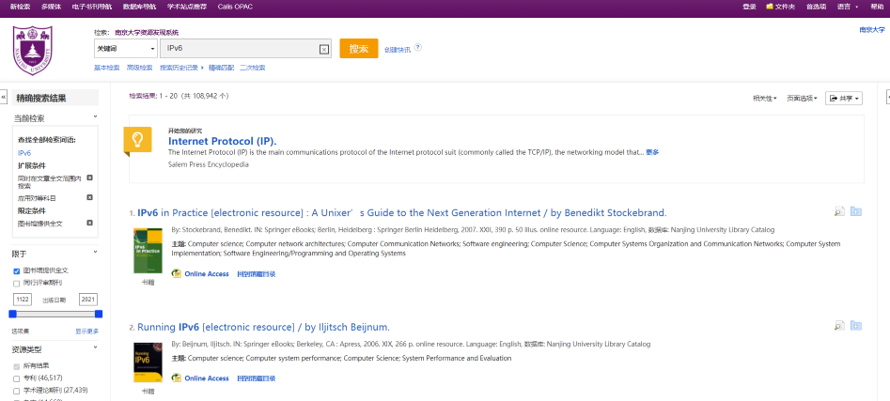 新检索 多媒体 电子书刊导航 数据库导航 学术站点推荐 Calis OPAC 登录 文件夹 首选项 语言 帮助
南京大学
检索: 南京大学资源发现系统
关键词 IPv6 搜索 创建快讯
基本检索 高级检索 搜索历史记录 精确匹配 二次检索
精确搜索结果
检索结果: 1 - 20（共 108,942 个） 相关性 页面选项 共享
当前检索
查找全部检索词语:
IPv6
扩展条件
同时在文章全文范围内搜索
应用对等科目
限定条件
图书馆提供全文
限于
图书馆提供全文
同行评审期刊
1122 出版日期 2021
选项集 显示更多
资源类型
所有结果
专利 (46,517)
学术理论期刊 (27,439)
开始您的研究
Internet Protocol (IP).
The Internet Protocol (IP) is the main communications protocol of the Internet protocol suit (commonly called the TCP/IP), the networking model that... 更多
Salem Press Encyclopedia
1. IPv6 in Practice [electronic resource] : A Unixer's Guide to the Next Generation Internet / by Benedikt Stockebrand.
By: Stockebrand, Benedikt. IN: Springer eBooks; Berlin, Heidelberg : Springer Berlin Heidelberg, 2007. XXII, 390 p. 50 illus. online resource. Language: English, 数据库: Nanjing University Library Catalog
主题: Computer science; Computer network architectures; Computer Communication Networks; Software engineering; Computer Science; Computer Systems Organization and Communication Networks; Computer System
Implementation; Software Engineering/Programming and Operating Systems
书籍
Online Access 回到馆藏目录
2. Running IPv6 [electronic resource] / by Iljitsch Beijnum.
By: Beijnum, Iljitsch. IN: Springer eBooks; Berkeley, CA : Apress, 2006. XIX, 266 p. online resource. Language: English, 数据库: Nanjing University Library Catalog
主题: Computer science; Computer system performance; Computer Science; System Performance and Evaluation
Online Access 回到馆藏目录
书籍